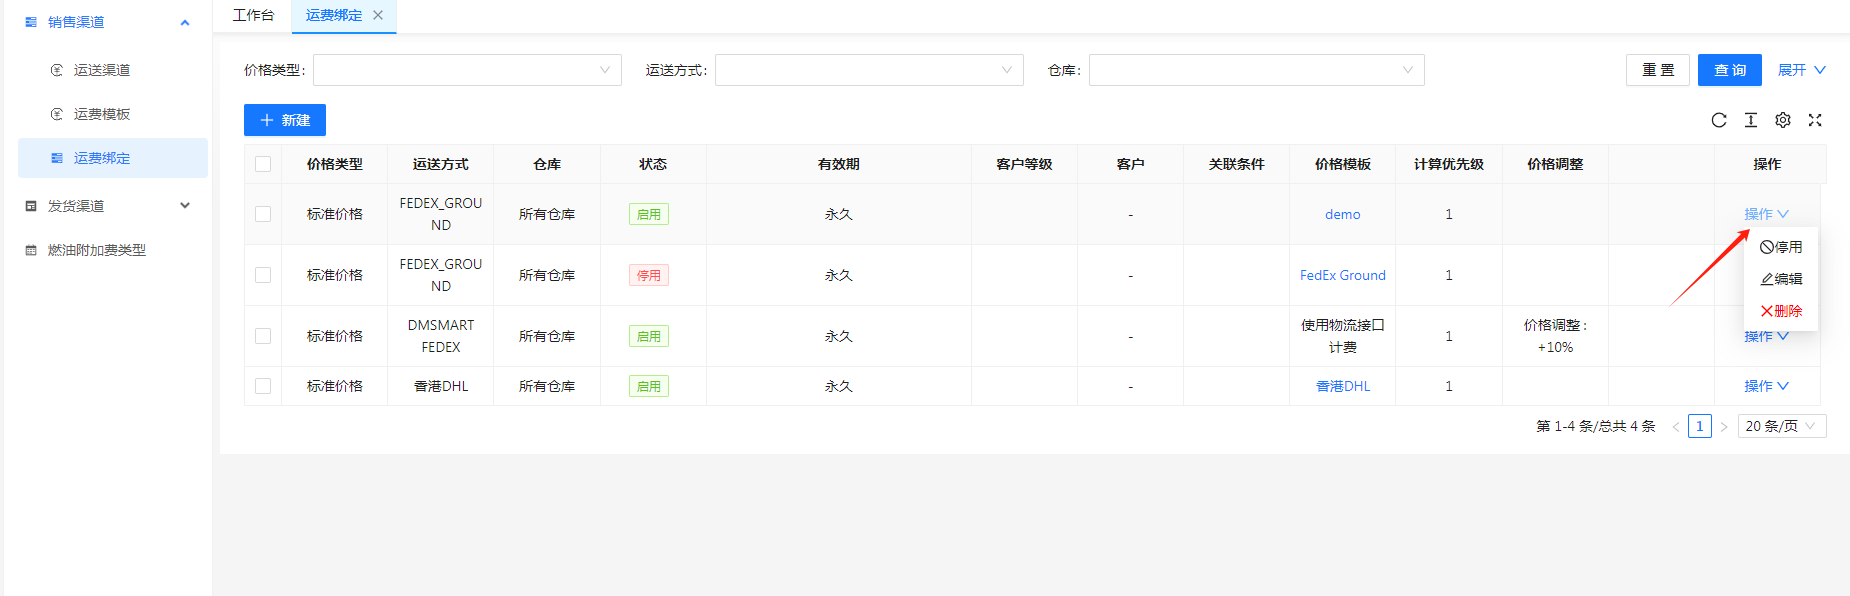 销售渠道
运送渠道
运费模板
运费绑定
发货渠道
燃油附加费类型
工作台
运费绑定
价格类型:
运送方式:
仓库:
重 置
查 询
展开
新建
价格类型 运送方式 仓库 状态 有效期 客户等级 客户 关联条件 价格模板 计算优先级 价格调整 操作
标准价格 FEDEX_GROU
ND 所有仓库 启用 永久 - demo 1 操作
停用
编辑
删除
标准价格 FEDEX_GROU
ND 所有仓库 停用 永久 - FedEx Ground 1
标准价格 DMSMART
FEDEX 所有仓库 启用 永久 - 使用物流接口
计费 1 价格调整：
+10% 操作
标准价格 香港DHL 所有仓库 启用 永久 - 香港DHL 1 操作
第 1-4 条/总共 4 条 < 1 > 20 条/页